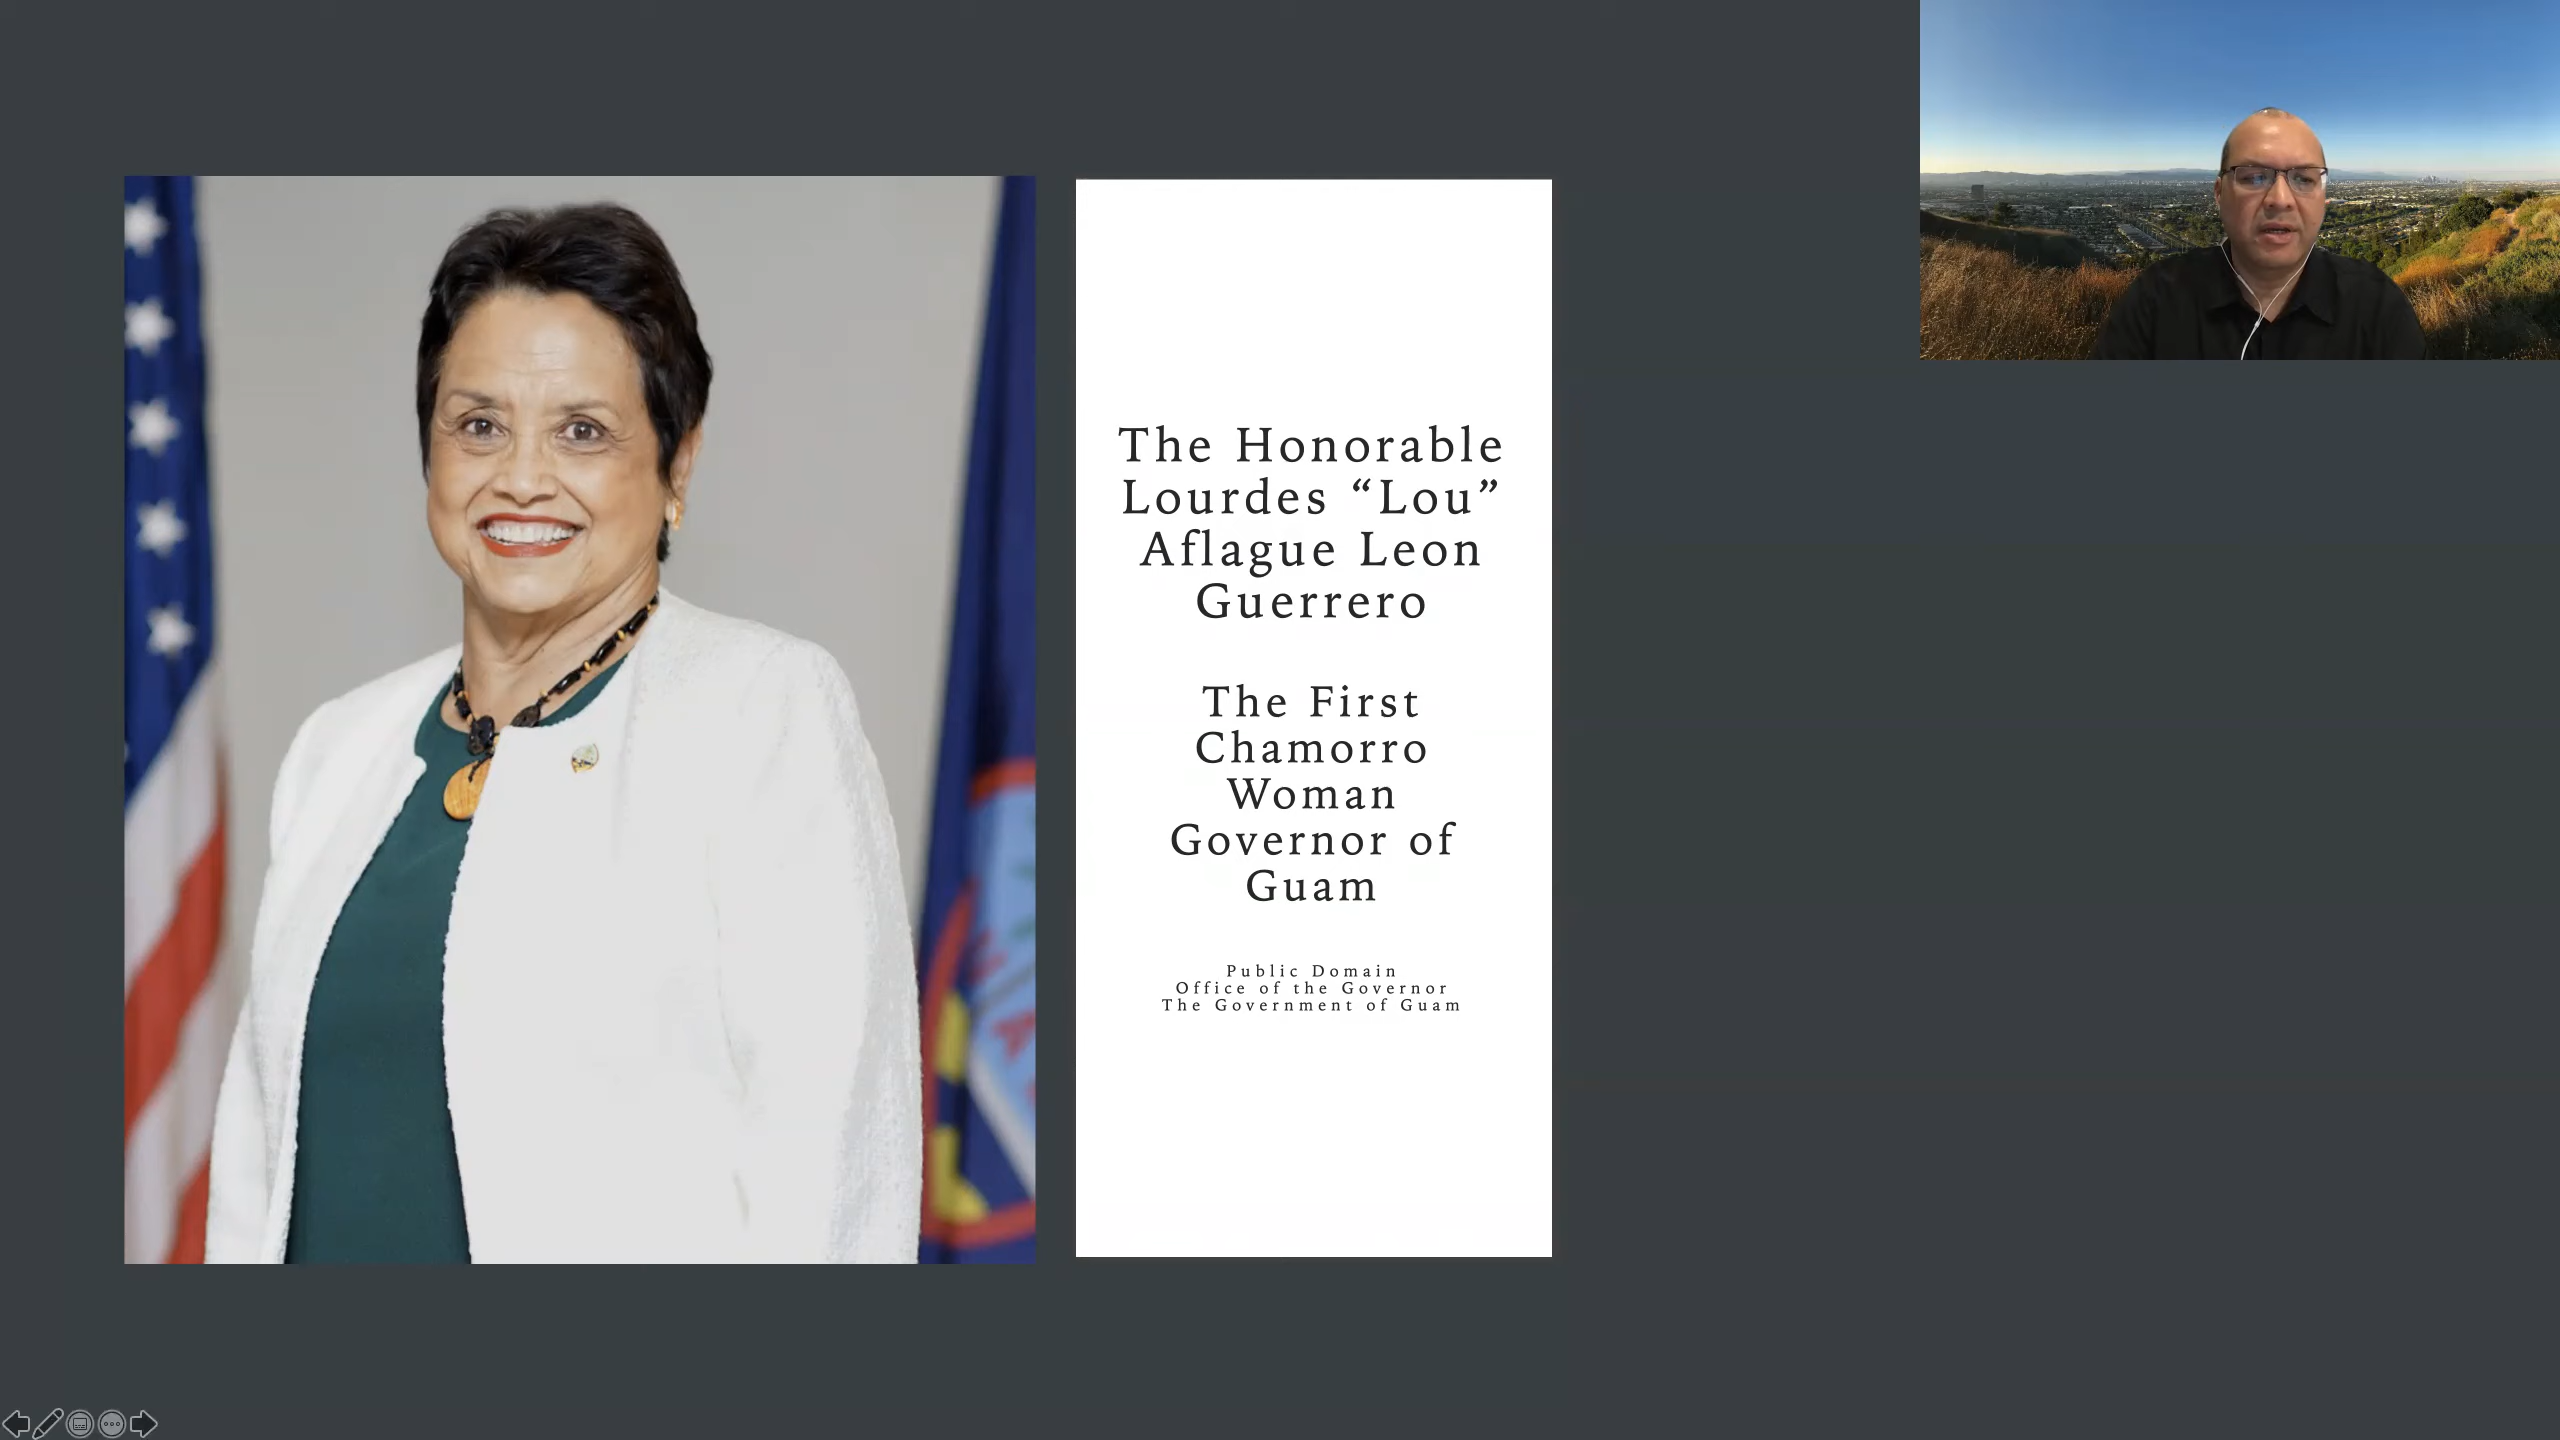 The Honorable
Lourdes “Lou”
Aflague Leon
Guerrero
The First
Chamorro
Woman
Governor of
Guam
Public Domain
Office of the Governor
The Government of Guam